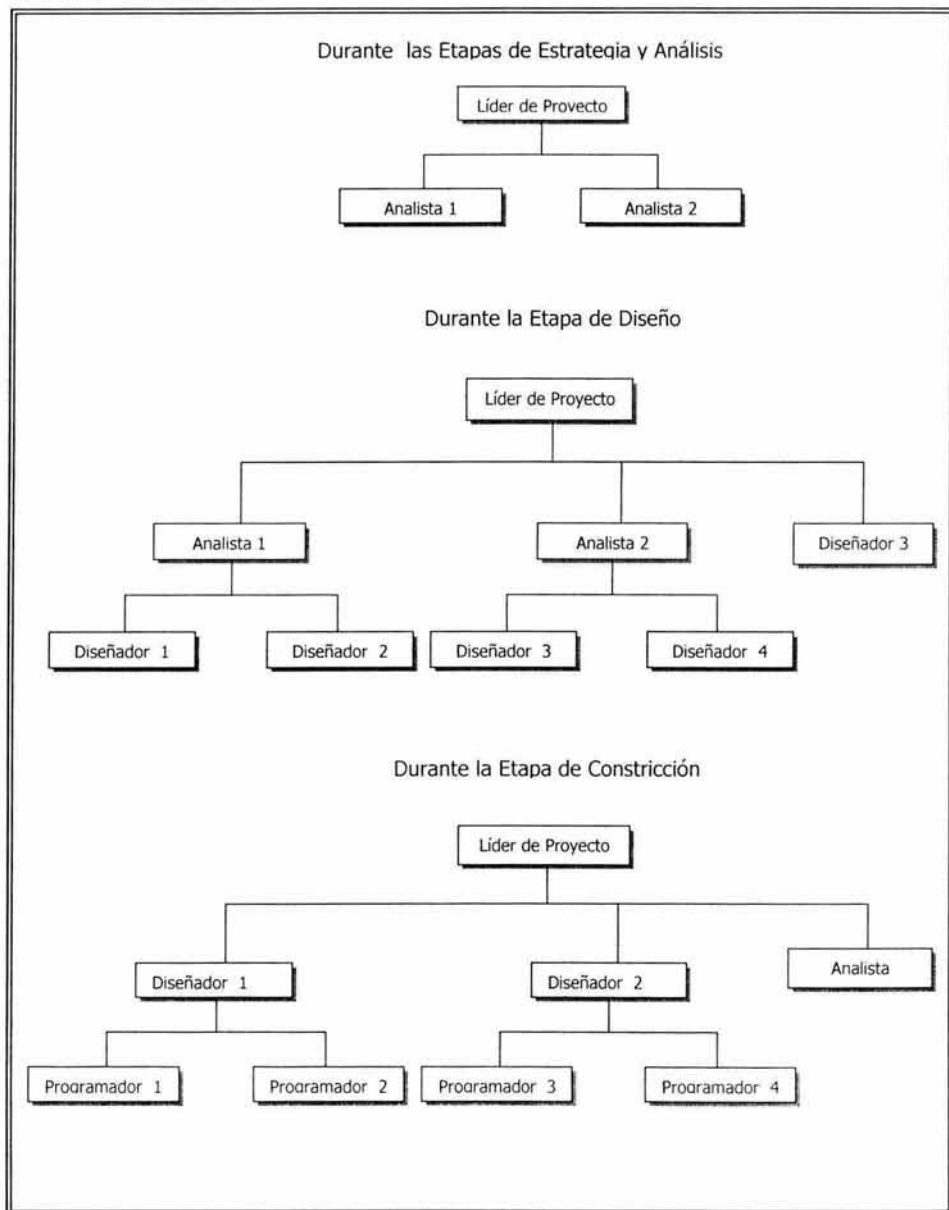 Durante las Etapas de Estrategia y Análisis
Líder de Proyecto
Analista 1
Analista 2
Durante la Etapa de Diseño
Líder de Proyecto
Analista 1
Analista 2
Diseñador 3
Diseñador 1
Diseñador 2
Diseñador 3
Diseñador 4
Durante la Etapa de Constricción
Líder de Proyecto
Diseñador 1
Diseñador 2
Analista
Programador 1
Programador 2
Programador 3
Programador 4